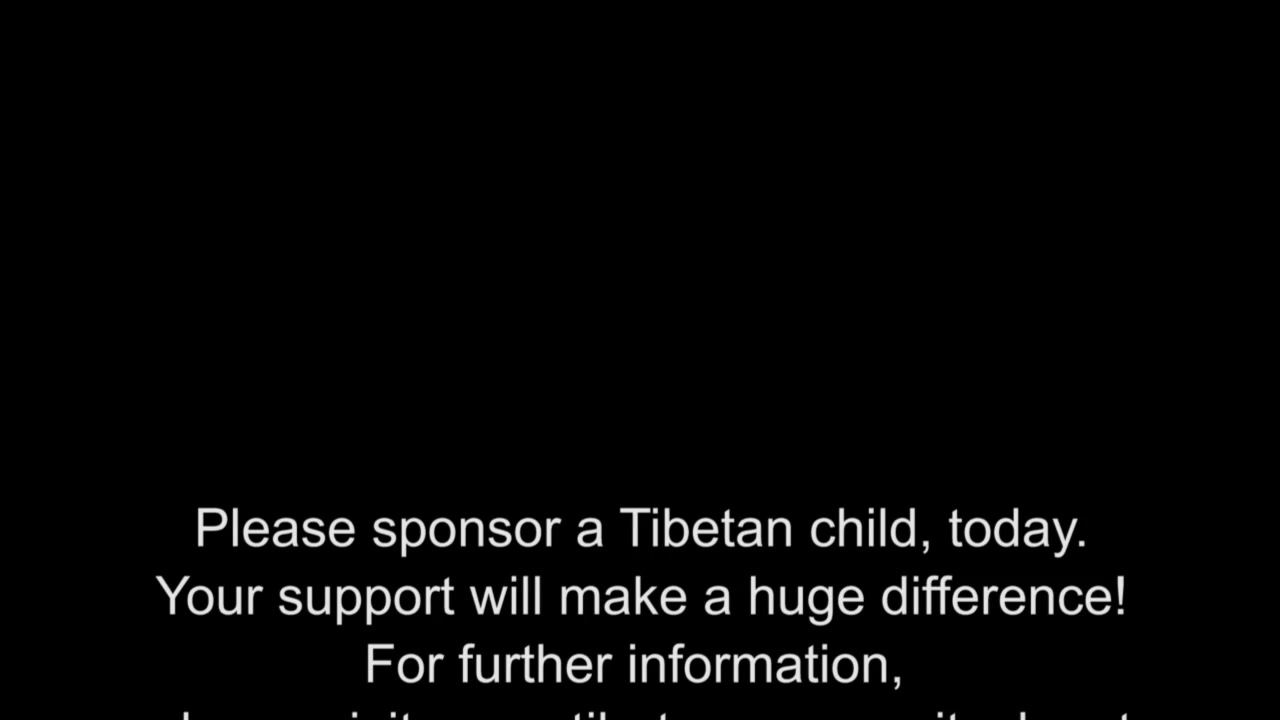 Please sponsor a Tibetan child, today.
Your support will make a huge difference!
For further information,